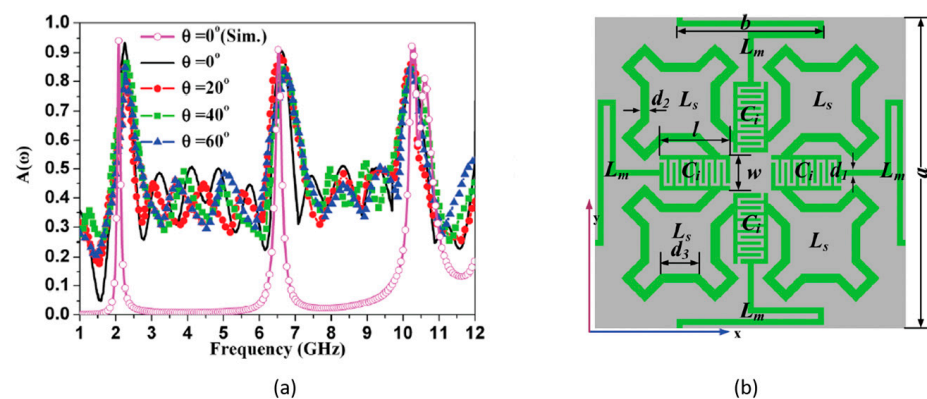 1.0
0.9
0.8
0.7
0.6
0.5
0.4
0.3
0.2
0.1
0.0
A(ω)
θ=0°(Sim.)
θ=0°
θ=20°
θ=40°
θ=60°
1 2 3 4 5 6 7 8 9 10 11 12
Frequency (GHz)
(a)
b
Lm
d2
Ls
Ls
Ci
l
Lm
Ci
w
Ci
d1
Lm
a
y
Ls
Ci
Ls
d3
Lm
x
(b)